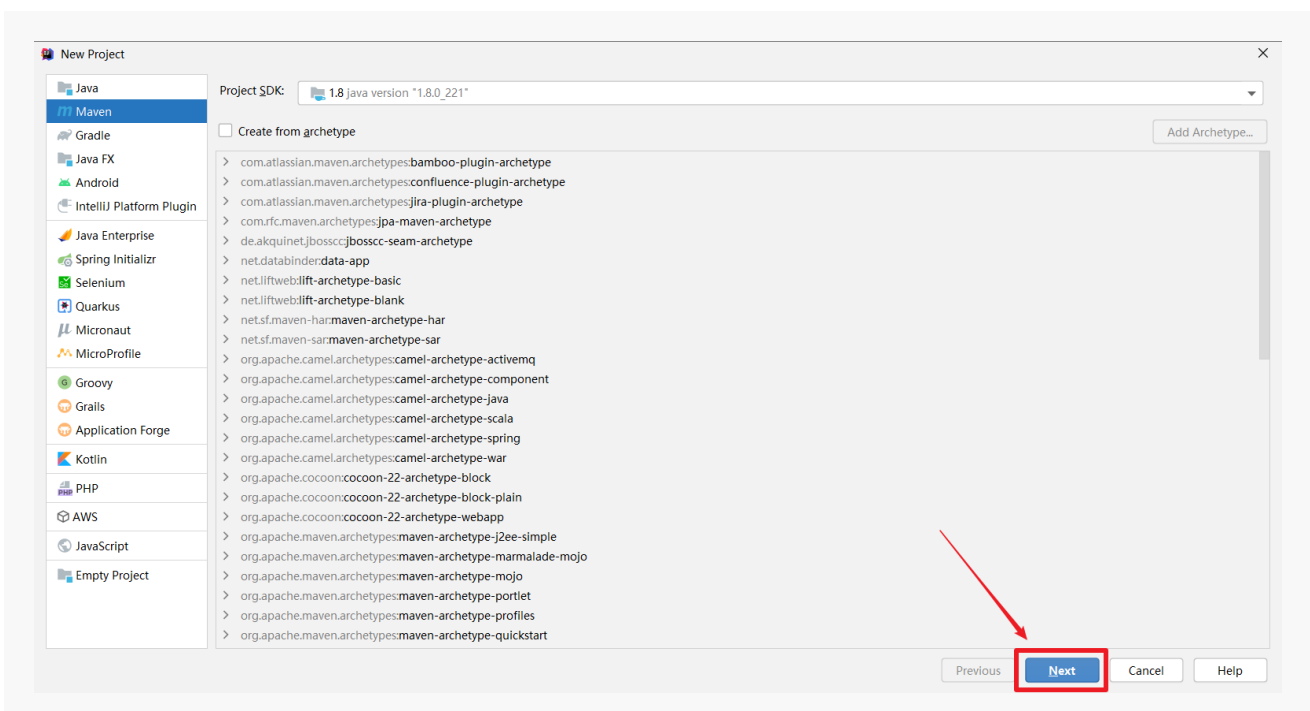 New Project
Java
Maven
Gradle
Java FX
Android
IntelliJ Platform Plugin
Java Enterprise
Spring Initializr
Selenium
Quarkus
Micronaut
MicroProfile
Groovy
Grails
Application Forge
Kotlin
PHP
AWS
JavaScript
Empty Project
Project SDK: 1.8 java version "1.8.0_221"
Create from archetype
Add Archetype...
com.atlassian.maven.archetypes:bamboo-plugin-archetype
com.atlassian.maven.archetypes:confluence-plugin-archetype
com.atlassian.maven.archetypes:jira-plugin-archetype
com.rfc.maven.archetypes:jpa-maven-archetype
de.akquinet.jbosscc:jbosscc-seam-archetype
net.databinder:data-app
net.liftweb:lift-archetype-basic
net.liftweb:lift-archetype-blank
net.sf.maven-har:maven-archetype-har
net.sf.maven-sar:maven-archetype-sar
org.apache.camel.archetypes:camel-archetype-activemq
org.apache.camel.archetypes:camel-archetype-component
org.apache.camel.archetypes:camel-archetype-java
org.apache.camel.archetypes:camel-archetype-scala
org.apache.camel.archetypes:camel-archetype-spring
org.apache.camel.archetypes:camel-archetype-war
org.apache.cocoon:cocoon-22-archetype-block
org.apache.cocoon:cocoon-22-archetype-block-plain
org.apache.cocoon:cocoon-22-archetype-webapp
org.apache.maven.archetypes:maven-archetype-j2ee-simple
org.apache.maven.archetypes:maven-archetype-marmalade-mojo
org.apache.maven.archetypes:maven-archetype-mojo
org.apache.maven.archetypes:maven-archetype-portlet
org.apache.maven.archetypes:maven-archetype-profiles
org.apache.maven.archetypes:maven-archetype-quickstart
Previous Next Cancel Help